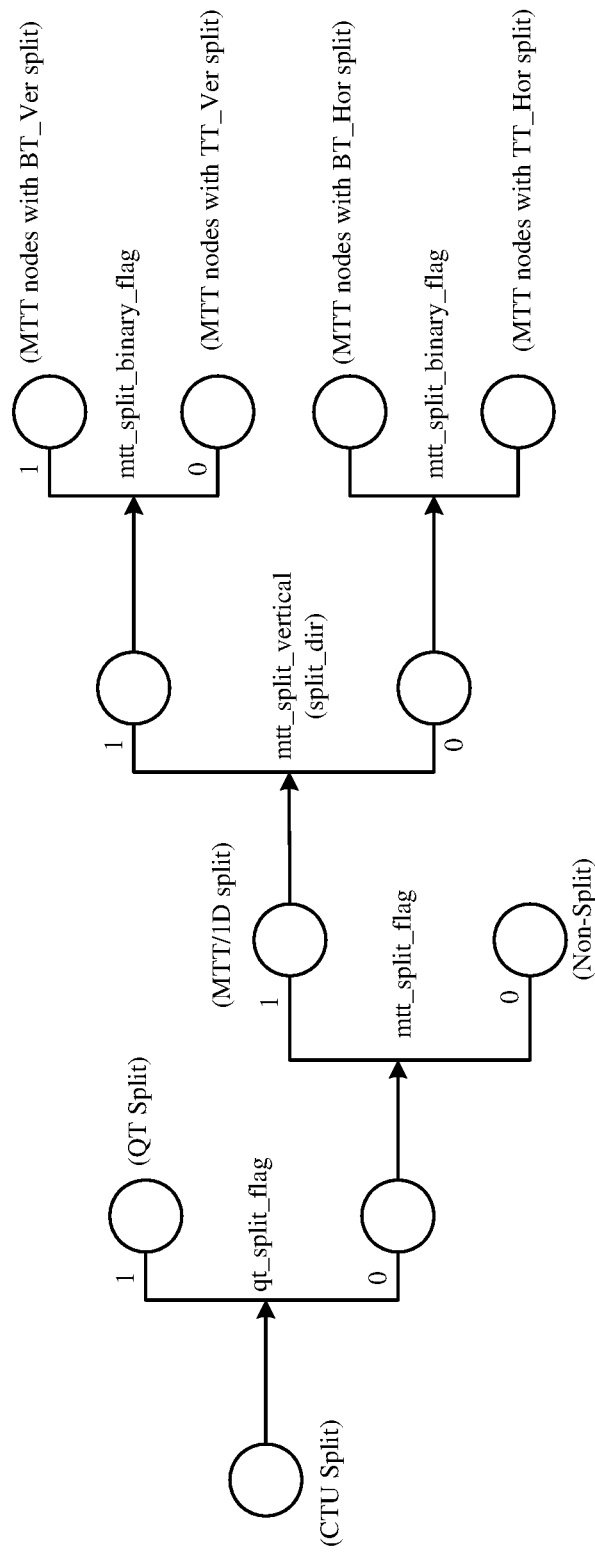 (CTU Split)
qt_split_flag
1
(QT Split)
0
mtt_split_flag
1
(MTT/1D split)
0
(Non-Split)
mtt_split_vertical
(split_dir)
1
0
mtt_split_binary_flag
1
(MTT nodes with BT_Ver split)
0
(MTT nodes with TT_Ver split)
mtt_split_binary_flag
(MTT nodes with BT_Hor split)
(MTT nodes with TT_Hor split)